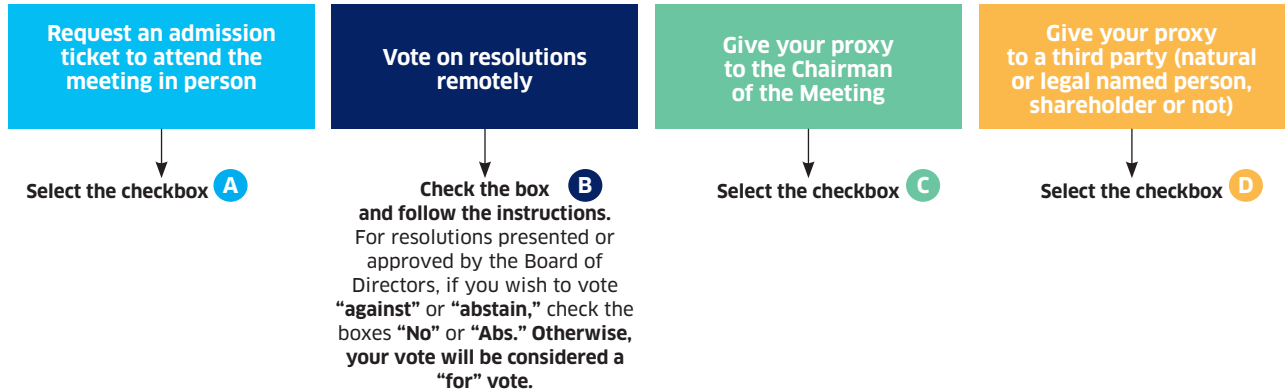 Request an admission
ticket to attend the
meeting in person
Select the checkbox A
Vote on resolutions
remotely
Check the box B
and follow the instructions.
For resolutions presented or
approved by the Board of
Directors, if you wish to vote
“against” or “abstain,” check the
boxes “No” or “Abs.” Otherwise,
your vote will be considered a
“for” vote.
Give your proxy
to the Chairman
of the Meeting
Select the checkbox C
Give your proxy
to a third party (natural
or legal named person,
shareholder or not)
Select the checkbox D